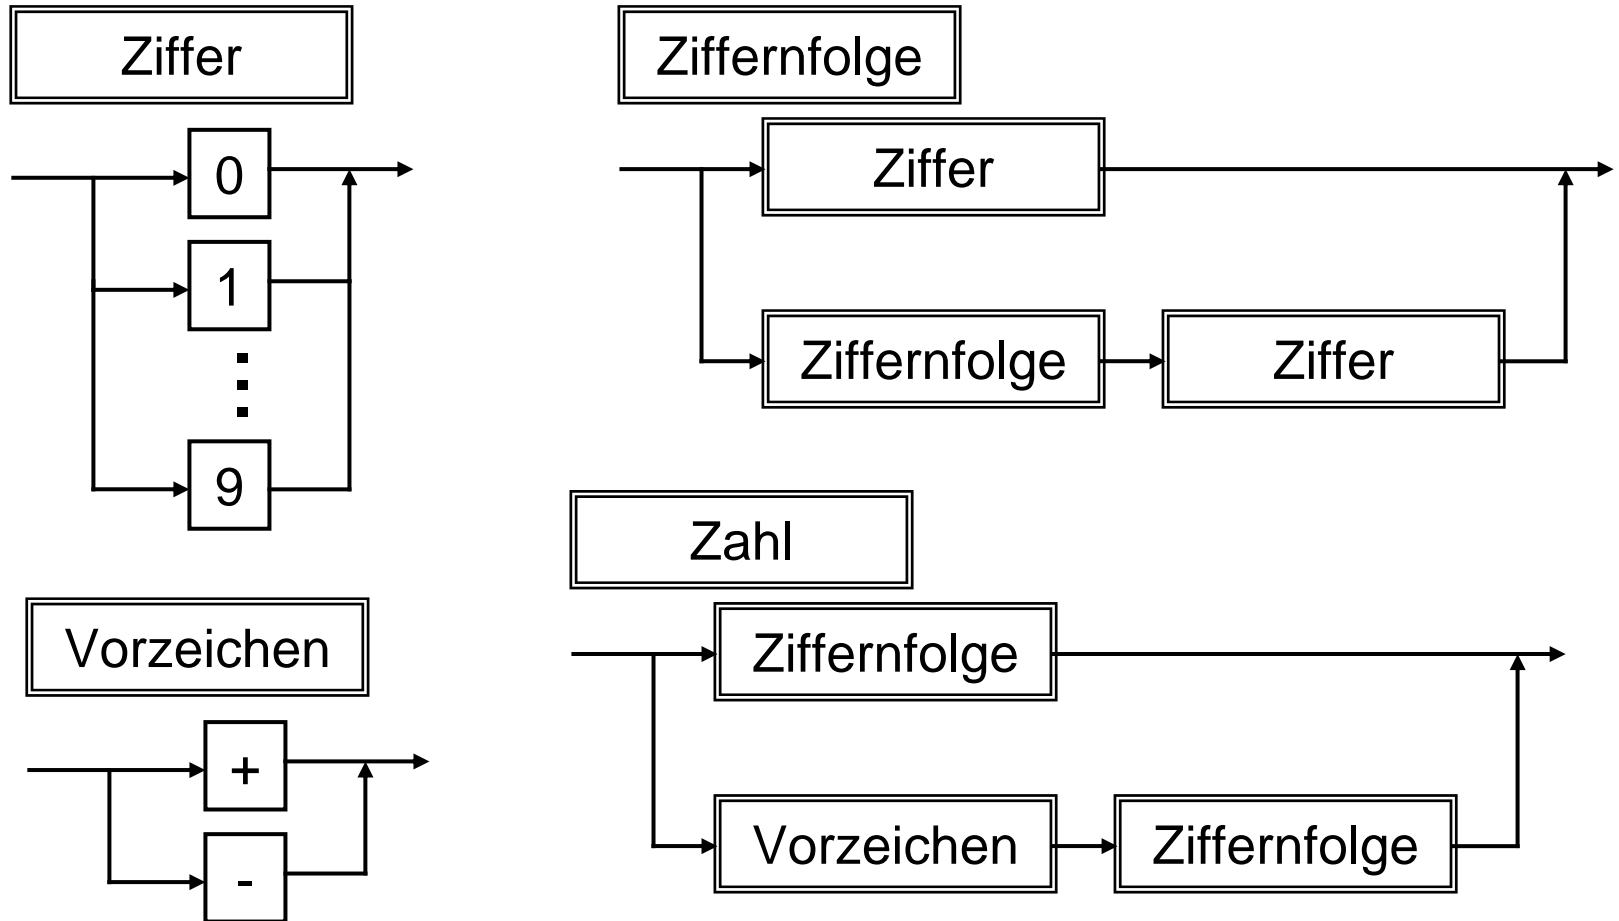 Ziffer
0
1
9
Vorzeichen
+
-
Ziffernfolge
Ziffer
Ziffernfolge Ziffer
Zahl
Ziffernfolge
Vorzeichen Ziffernfolge